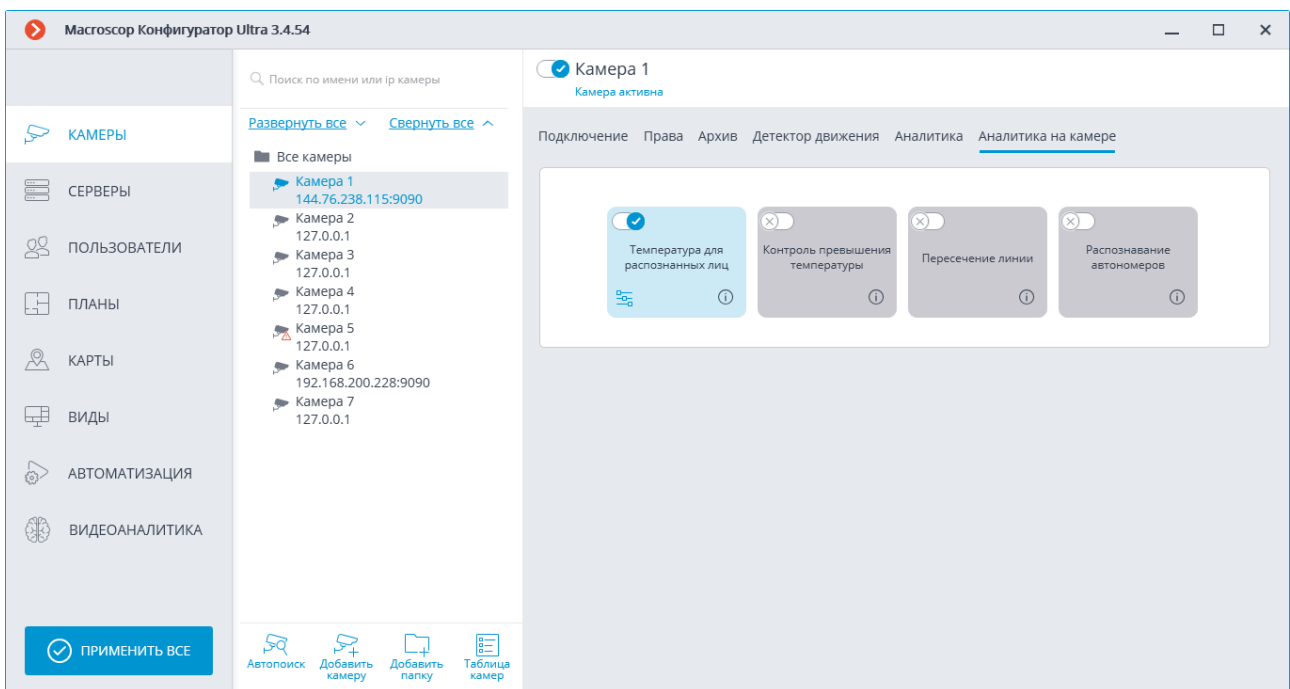 Macroscop Конфигуратор Ultra 3.4.54
Поиск по имени или ip камеры
Камера 1
Камера активна
КАМЕРЫ
СЕРВЕРЫ
ПОЛЬЗОВАТЕЛИ
ПЛАНЫ
КАРТЫ
ВИДЫ
АВТОМАТИЗАЦИЯ
ВИДЕОАНАЛИТИКА
ПРИМЕНИТЬ ВСЕ
Развернуть все Свернуть все
Все камеры
Камера 1
144.76.238.115:9090
Камера 2
127.0.0.1
Камера 3
127.0.0.1
Камера 4
127.0.0.1
Камера 5
127.0.0.1
Камера 6
192.168.200.228:9090
Камера 7
127.0.0.1
Автопоиск
Добавить
камеру
Добавить
папку
Таблица
камер
Подключение Права Архив Детектор движения Аналитика Аналитика на камере
Температура для
распознанных лиц
Контроль превышения
температуры
Пересечение линии
Распознавание
автономеров